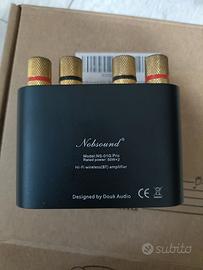 Nobsound®
Model:NS-01G Pro
Rated power: 50W×2
Hi-Fi wireless(BT) amplifier
Designed by Douk Audio
CE
subito